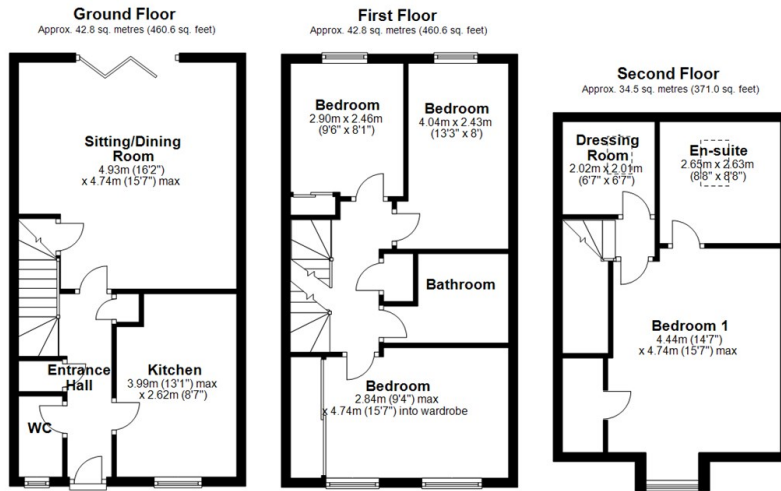 Ground Floor
Approx. 42.8 sq. metres (460.6 sq. feet)
Sitting/Dining
Room
4.93m (16'2")
x 4.74m (15'7") max
Entrance
Hall
Kitchen
3.99m (13'1") max
x 2.62m (8'7")
WC
First Floor
Approx. 42.8 sq. metres (460.6 sq. feet)
Bedroom
2.90m x 2.46m
(9'6" x 8'1")
Bedroom
4.04m x 2.43m
(13'3" x 8')
Bathroom
Bedroom
2.84m (9'4") max
x 4.74m (15'7") into wardrobe
Second Floor
Approx. 34.5 sq. metres (371.0 sq. feet)
Dressing
Room
2.02m x 2.01m
(6'7" x 6'7")
En-suite
2.65m x 2.63m
(8'8" x 8'8")
Bedroom 1
4.44m (14'7")
x 4.74m (15'7") max